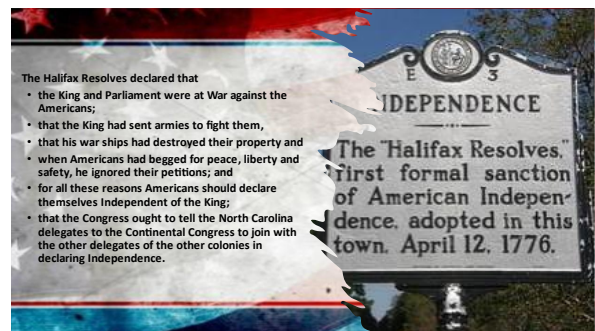 The Halifax Resolves declared that
• the King and Parliament were at War against the
Americans;
• that the King had sent armies to fight them,
• that his war ships had destroyed their property and
• when Americans had begged for peace, liberty and
safety, he ignored their petitions; and
• for all these reasons Americans should declare
themselves Independent of the King;
• that the Congress ought to tell the North Carolina
delegates to the Continental Congress to join with
the other delegates of the other colonies in
declaring Independence.
E 3
NDEPENDENCE
The "Halifax Resolves,"
first formal sanction
of American Indepen-
dence, adopted in this
town. April 12, 1776.